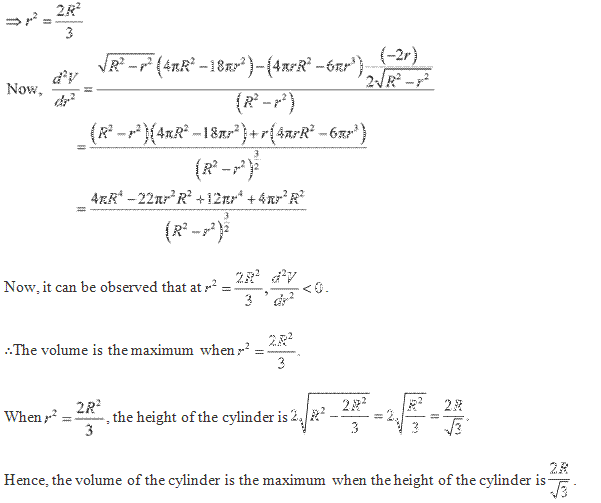 ⇒ r² = 2R²/3
Now, d²V/dr² = [√(R² − r²) (4πR² − 18πr²) − (4πrR² − 6πr³) (−2r)/(2√(R² − r²))] / (R² − r²)
= [(R² − r²)(4πR² − 18πr²) + r(4πrR² − 6πr³)] / (R² − r²)^(3/2)
= [4πR⁴ − 22πr²R² + 12πr⁴ + 4πr²R²] / (R² − r²)^(3/2)
Now, it can be observed that at r² = 2R²/3, d²V/dr² < 0.
∴The volume is the maximum when r² = 2R²/3.
When r² = 2R²/3, the height of the cylinder is 2√(R² − 2R²/3) = 2√(R²/3) = 2R/√3.
Hence, the volume of the cylinder is the maximum when the height of the cylinder is 2R/√3.